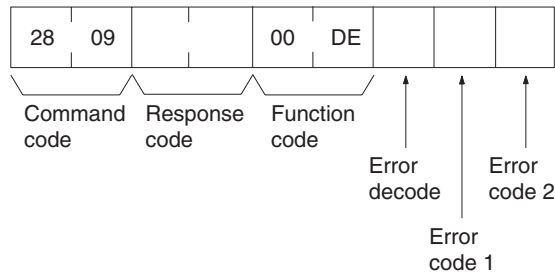 28 09 00 DE
Command code
Response code
Function code
Error decode
Error code 1
Error code 2